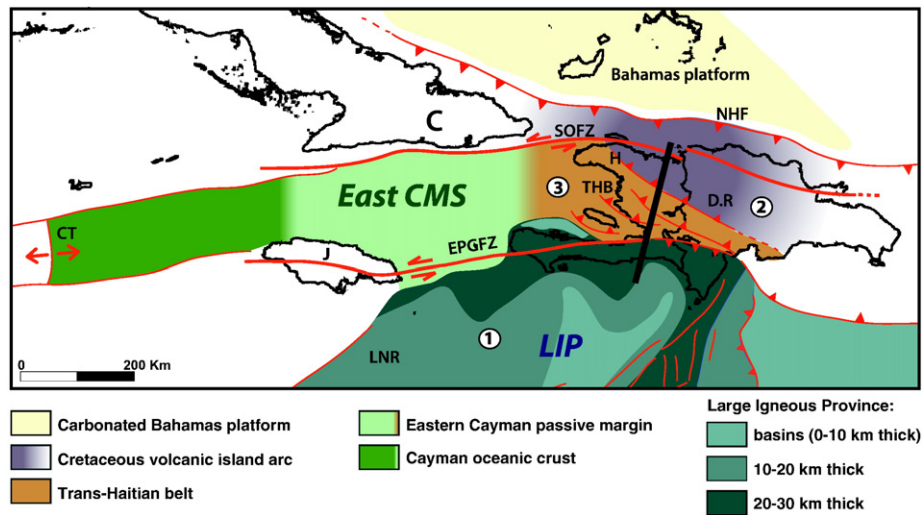 Bahamas platform
NHF
C
SOFZ
H
3
THB
D.R
2
East CMS
CT
EPGFZ
J
1
LIP
LNR
0 200 Km
Carbonated Bahamas platform
Cretaceous volcanic island arc
Trans-Haitian belt
Eastern Cayman passive margin
Cayman oceanic crust
Large Igneous Province:
basins (0-10 km thick)
10-20 km thick
20-30 km thick